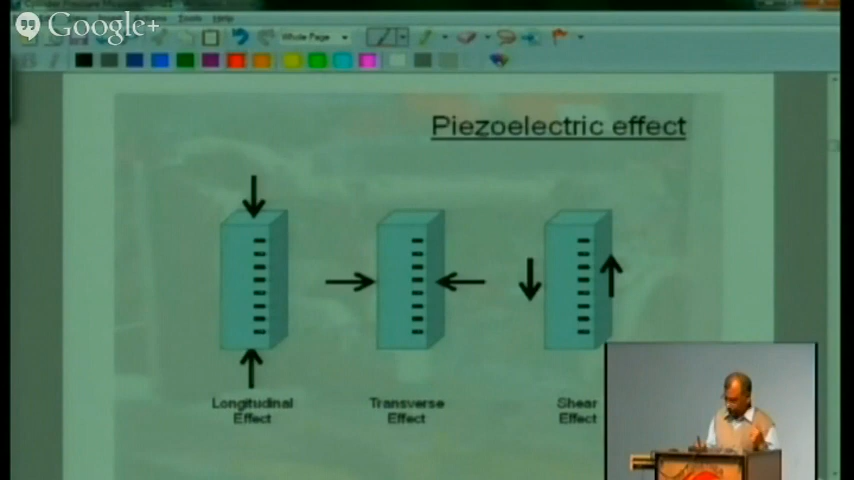 Google+
Whole Page
Piezoelectric effect
Longitudinal
Effect
Transverse
Effect
Shear
Effect